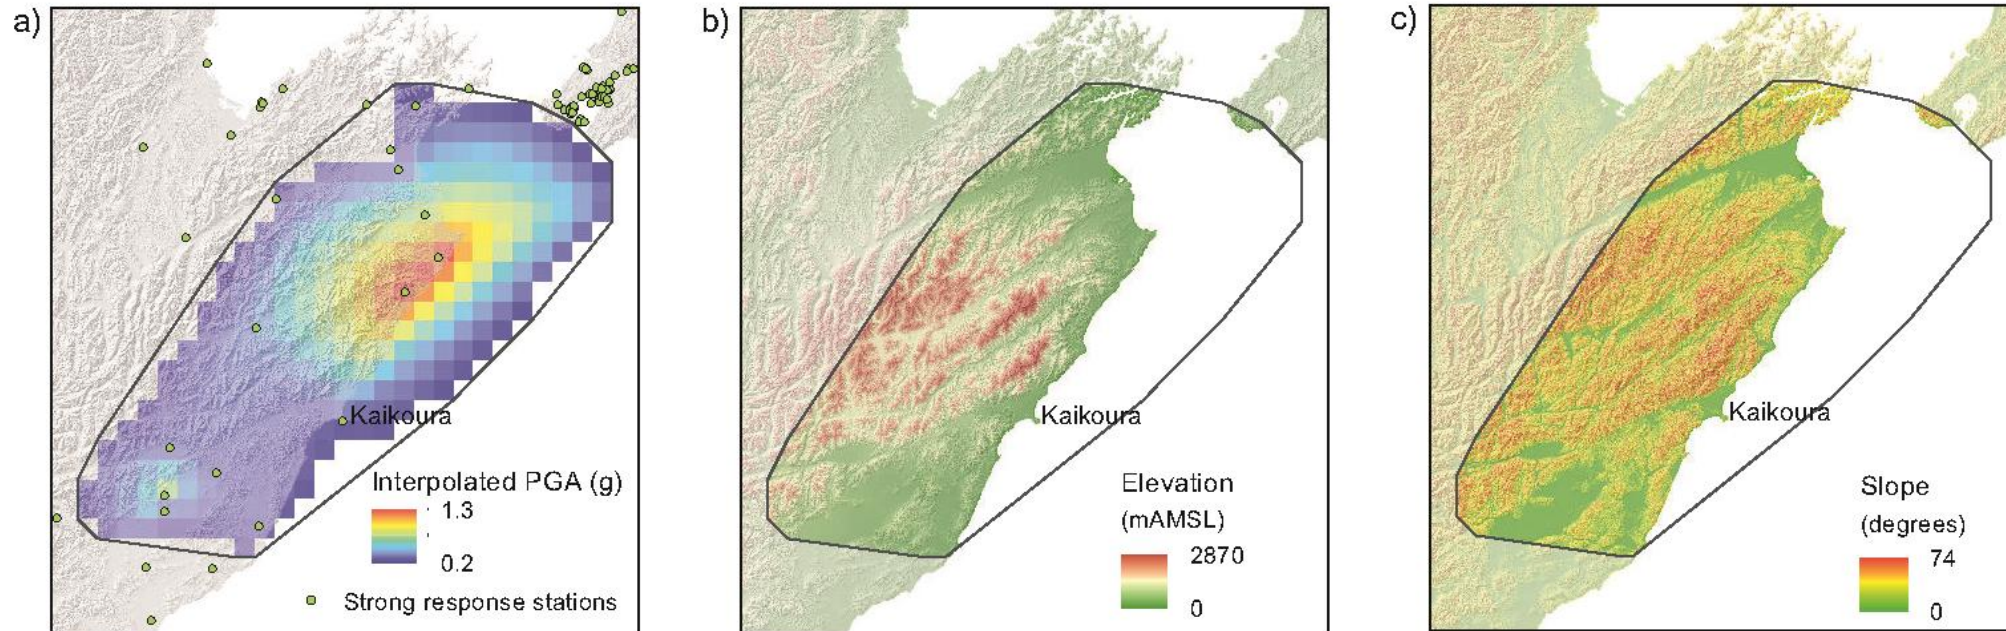 a)
Kaikoura
Interpolated PGA (g)
1.3
0.2
Strong response stations
b)
Kaikoura
Elevation
(mAMSL)
2870
0
c)
Kaikoura
Slope
(degrees)
74
0